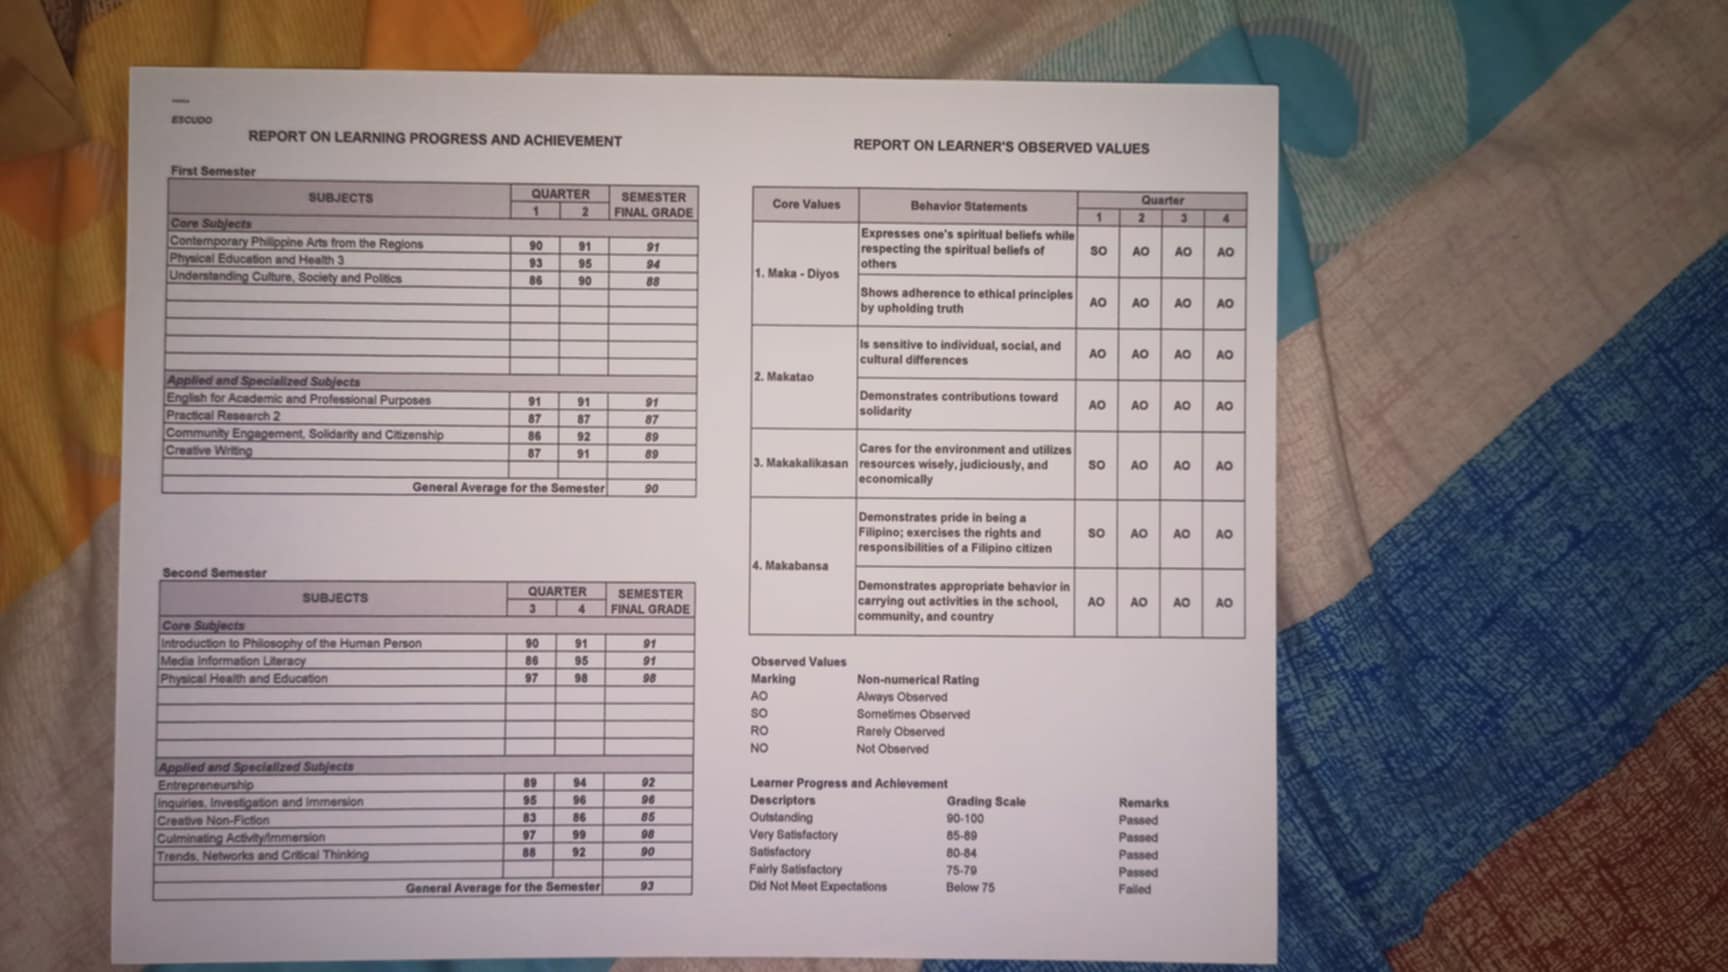 ESCUDO
REPORT ON LEARNING PROGRESS AND ACHIEVEMENT
First Semester
SUBJECTS QUARTER SEMESTER FINAL GRADE
1 2
Core Subjects
Contemporary Philippine Arts from the Regions 90 91 91
Physical Education and Health 3 93 95 94
Understanding Culture, Society and Politics 86 90 88
Applied and Specialized Subjects
English for Academic and Professional Purposes 91 91 91
Practical Research 2 87 87 87
Community Engagement, Solidarity and Citizenship 86 92 89
Creative Writing 87 91 89
General Average for the Semester 90
Second Semester
SUBJECTS QUARTER SEMESTER FINAL GRADE
3 4
Core Subjects
Introduction to Philosophy of the Human Person 90 91 91
Media Information Literacy 86 95 91
Physical Health and Education 97 98 98
Applied and Specialized Subjects
Entrepreneurship 89 94 92
Inquiries, Investigation and Immersion 95 96 96
Creative Non-Fiction 83 86 85
Culminating Activity/Immersion 97 99 98
Trends, Networks and Critical Thinking 88 92 90
General Average for the Semester 93
REPORT ON LEARNER'S OBSERVED VALUES
Core Values Behavior Statements Quarter
1 2 3 4
1. Maka - Diyos
Expresses one's spiritual beliefs while
respecting the spiritual beliefs of
others
SO AO AO AO
Shows adherence to ethical principles
by upholding truth
AO AO AO AO
2. Makatao
Is sensitive to individual, social, and
cultural differences
AO AO AO AO
Demonstrates contributions toward
solidarity
AO AO AO AO
3. Makakalikasan
Cares for the environment and utilizes
resources wisely, judiciously, and
economically
SO AO AO AO
4. Makabansa
Demonstrates pride in being a
Filipino; exercises the rights and
responsibilities of a Filipino citizen
SO AO AO AO
Demonstrates appropriate behavior in
carrying out activities in the school,
community, and country
AO AO AO AO
Observed Values
Marking Non-numerical Rating
AO Always Observed
SO Sometimes Observed
RO Rarely Observed
NO Not Observed
Learner Progress and Achievement
Descriptors Grading Scale Remarks
Outstanding 90-100 Passed
Very Satisfactory 85-89 Passed
Satisfactory 80-84 Passed
Fairly Satisfactory 75-79 Passed
Did Not Meet Expectations Below 75 Failed